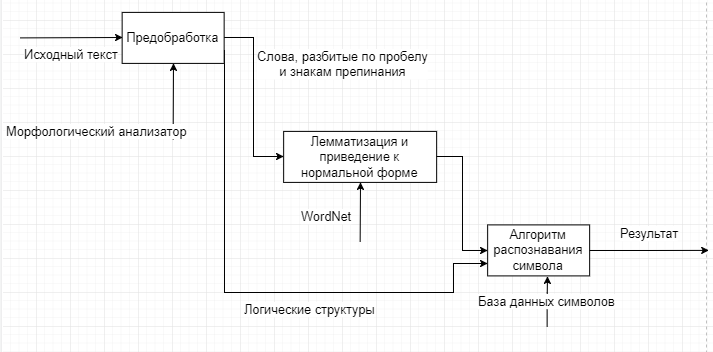 Предобработка
Исходный текст
Слова, разбитые по пробелу
и знакам препинания
Морфологический анализатор
Лемматизация и
приведение к
нормальной форме
WordNet
Алгоритм
распознавания
символа
Результат
База данных символов
Логические структуры